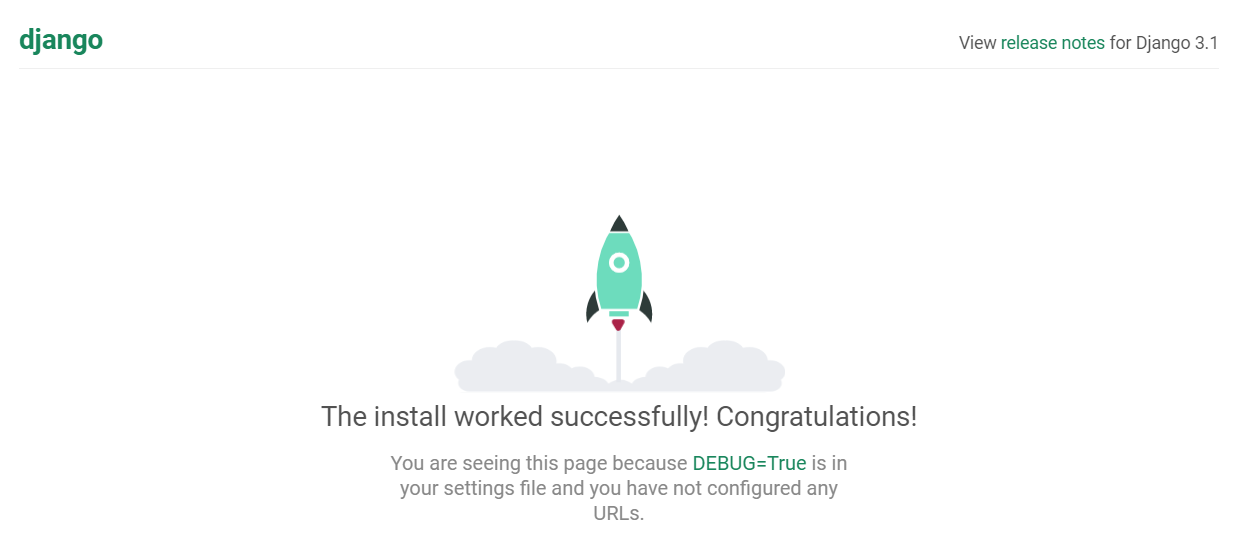 django
View release notes for Django 3.1
The install worked successfully! Congratulations!
You are seeing this page because DEBUG=True is in
your settings file and you have not configured any
URLs.